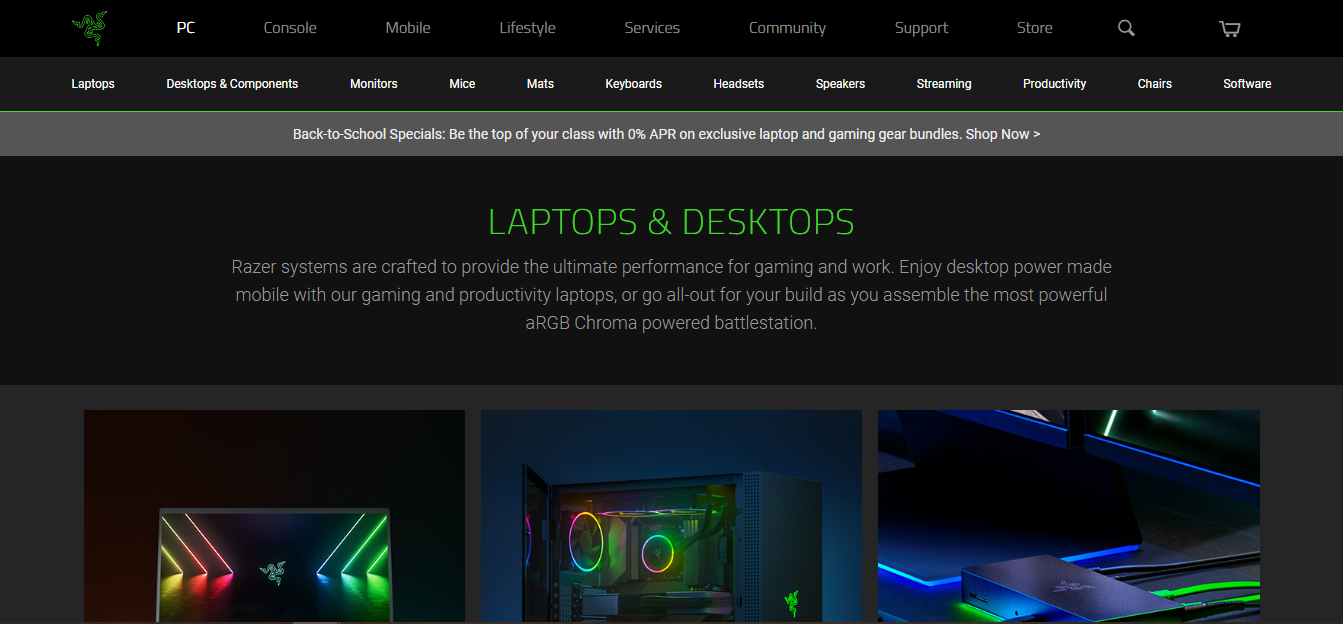 PC Console Mobile Lifestyle Services Community Support Store
Laptops Desktops & Components Monitors Mice Mats Keyboards Headsets Speakers Streaming Productivity Chairs Software
Back-to-School Specials: Be the top of your class with 0% APR on exclusive laptop and gaming gear bundles. Shop Now >
LAPTOPS & DESKTOPS
Razer systems are crafted to provide the ultimate performance for gaming and work. Enjoy desktop power made
mobile with our gaming and productivity laptops, or go all-out for your build as you assemble the most powerful
aRGB Chroma powered battlestation.